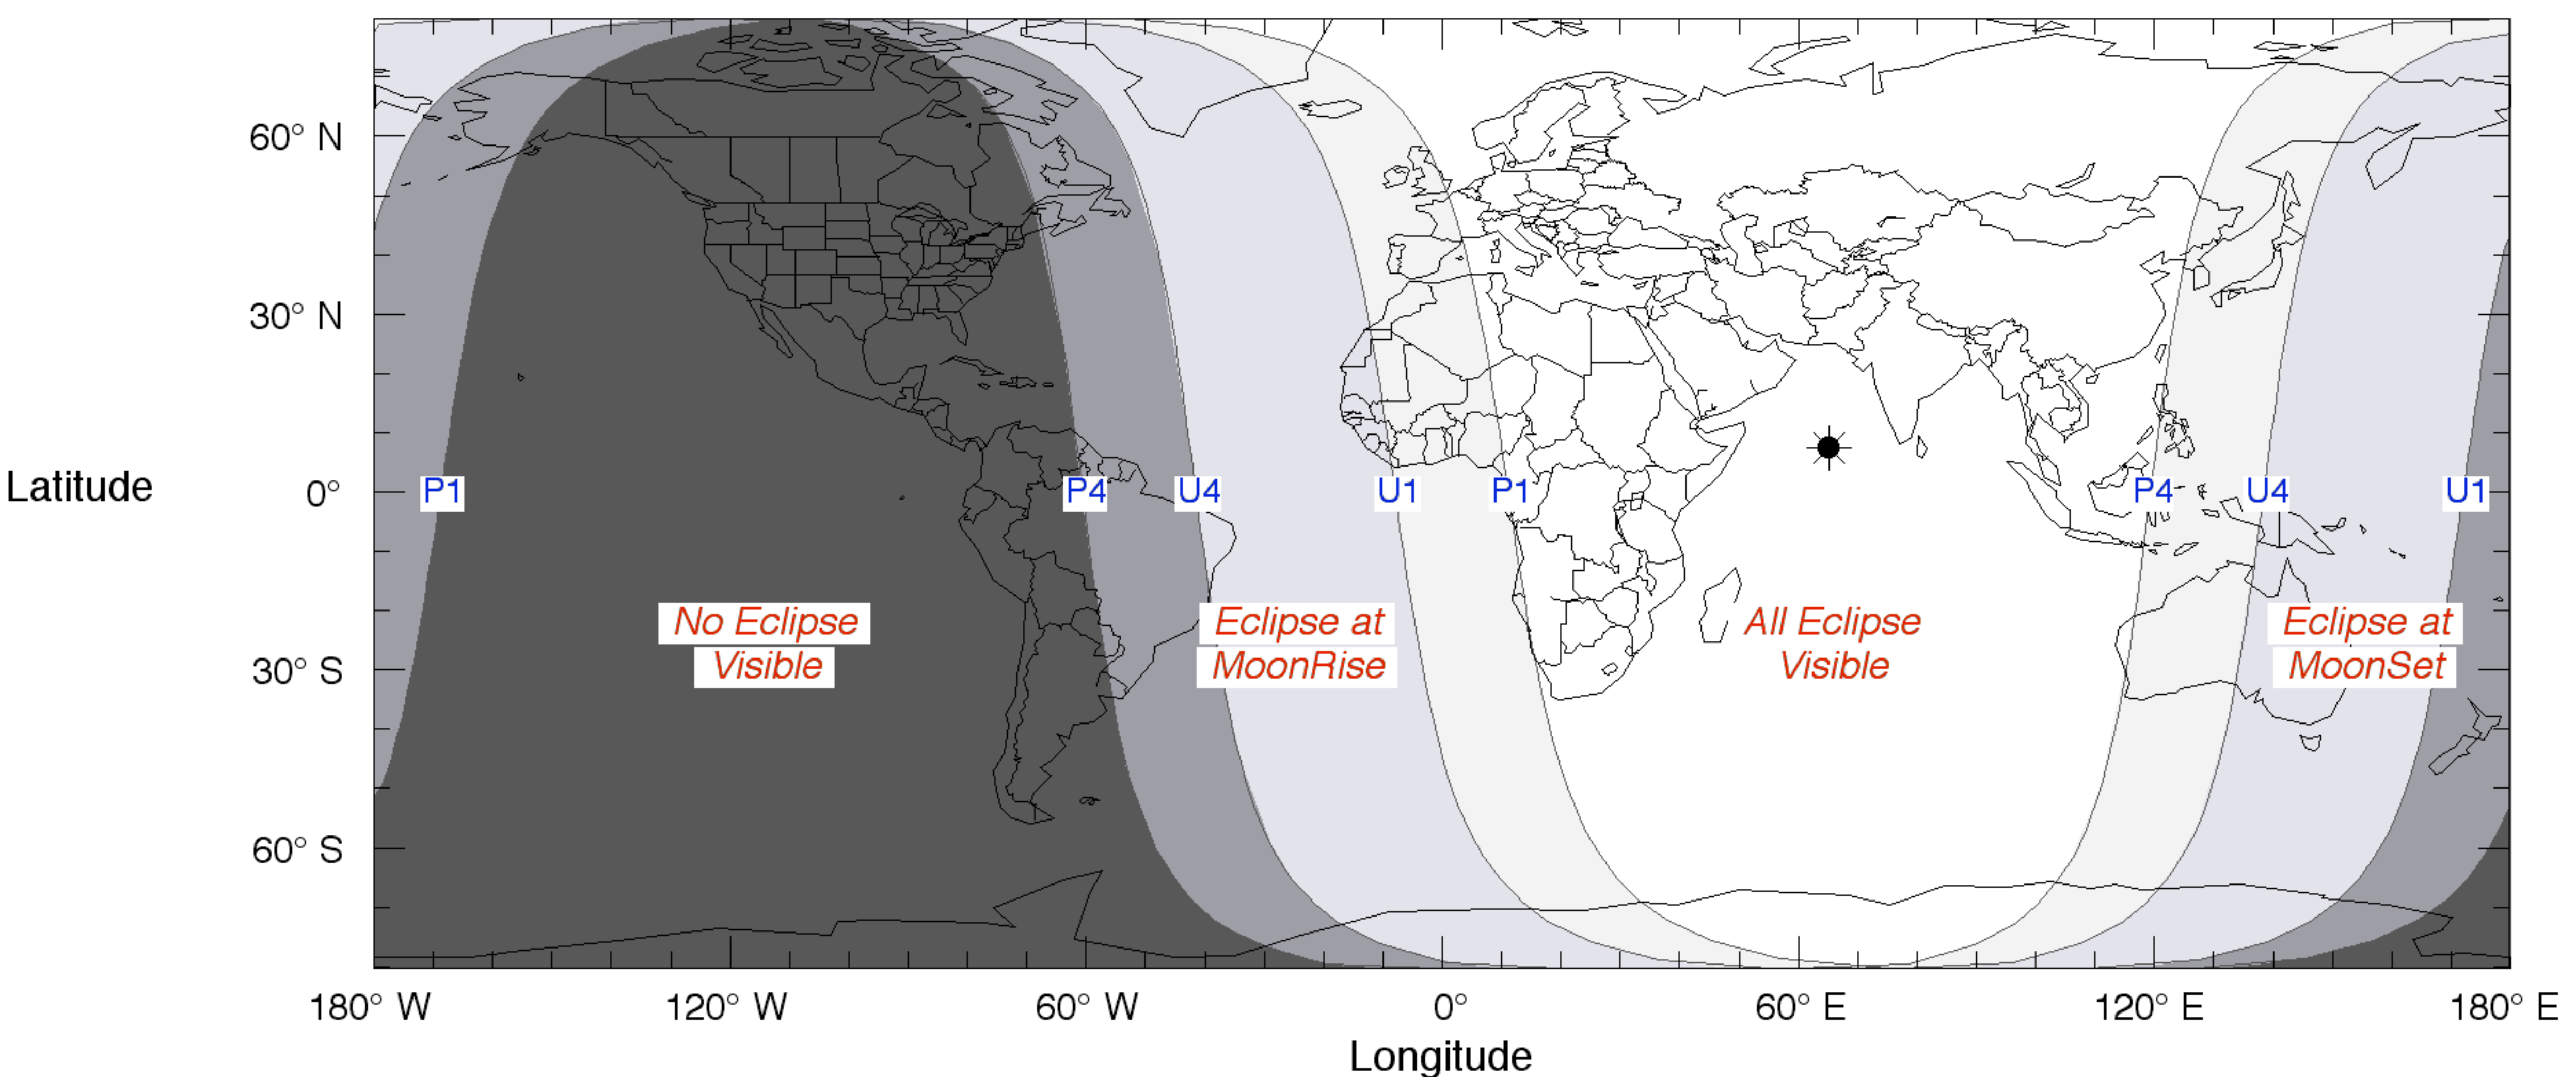 60° N
30° N
Latitude
0°
P1
P4
U4
U1
P1
P4
U4
U1
No Eclipse
Visible
Eclipse at
MoonRise
All Eclipse
Visible
Eclipse at
MoonSet
30° S
60° S
180° W
120° W
60° W
0°
60° E
120° E
180° E
Longitude